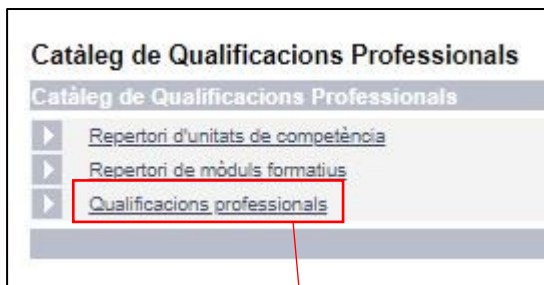 Catàleg de Qualificacions Professionals
Catàleg de Qualificacions Professionals
Repertori d'unitats de competència
Repertori de mòduls formatius
Qualificacions professionals